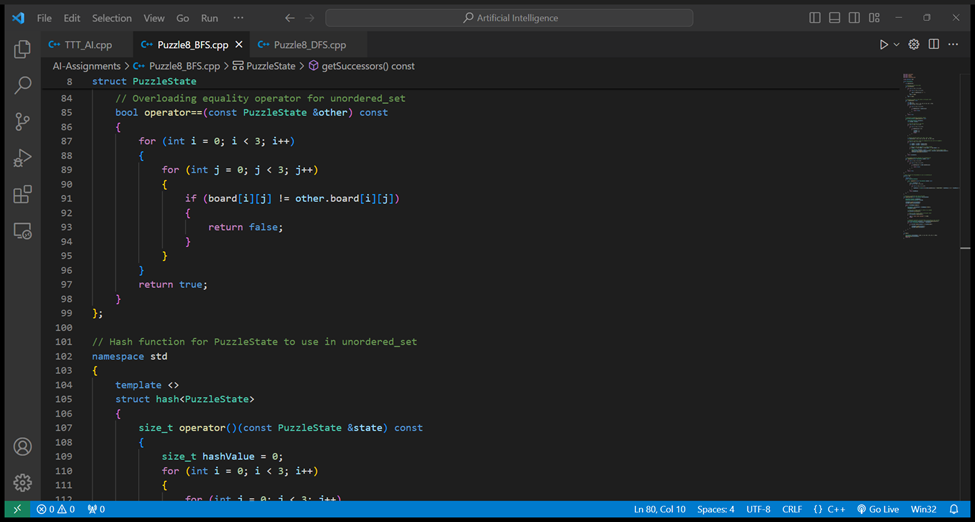 File Edit Selection View Go Run ··· Artificial Intelligence
TTT_AI.cpp Puzzle8_BFS.cpp Puzzle8_DFS.cpp
AI-Assignments > Puzzle8_BFS.cpp > PuzzleState > getSuccessors() const
8 struct PuzzleState
84 // Overloading equality operator for unordered_set
85 bool operator==(const PuzzleState &other) const
86 {
87 for (int i = 0; i < 3; i++)
88 {
89 for (int j = 0; j < 3; j++)
90 {
91 if (board[i][j] != other.board[i][j])
92 {
93 return false;
94 }
95 }
96 }
97 return true;
98 }
99 };
100
101 // Hash function for PuzzleState to use in unordered_set
102 namespace std
103 {
104 template <>
105 struct hash<PuzzleState>
106 {
107 size_t operator()(const PuzzleState &state) const
108 {
109 size_t hashValue = 0;
110 for (int i = 0; i < 3; i++)
111 {
112 for (int j = 0; j < 3; j++)
0 0 0 Ln 80, Col 10 Spaces: 4 UTF-8 CRLF {} C++ Go Live Win32